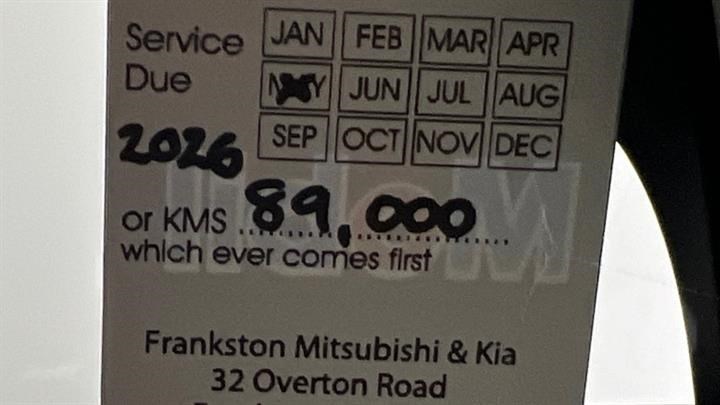 Service Due
JAN FEB MAR APR
MAY JUN JUL AUG
SEP OCT NOV DEC
2026
or KMS 89,000
which ever comes first
Mobil
Frankston Mitsubishi & Kia
32 Overton Road